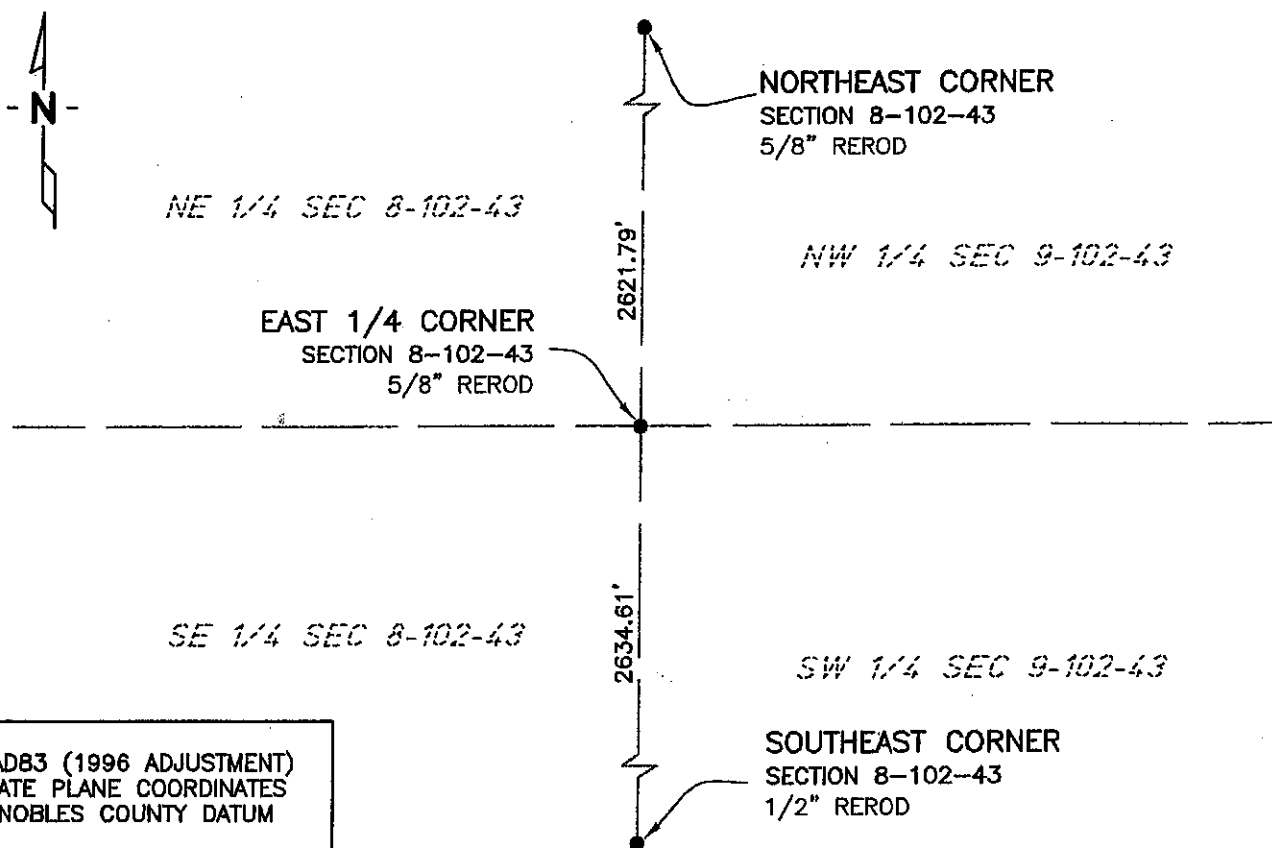 NORTHEAST CORNER
SECTION 8-102-43
5/8" REROD
- N -
NE 1/4 SEC 8-102-43
NW 1/4 SEC 9-102-43
2621.79'
EAST 1/4 CORNER
SECTION 8-102-43
5/8" REROD
2634.61'
SE 1/4 SEC 8-102-43
SW 1/4 SEC 9-102-43
SOUTHEAST CORNER
SECTION 8-102-43
1/2" REROD
AD83 (1996 ADJUSTMENT)
ATE PLANE COORDINATES
NOBLES COUNTY DATUM